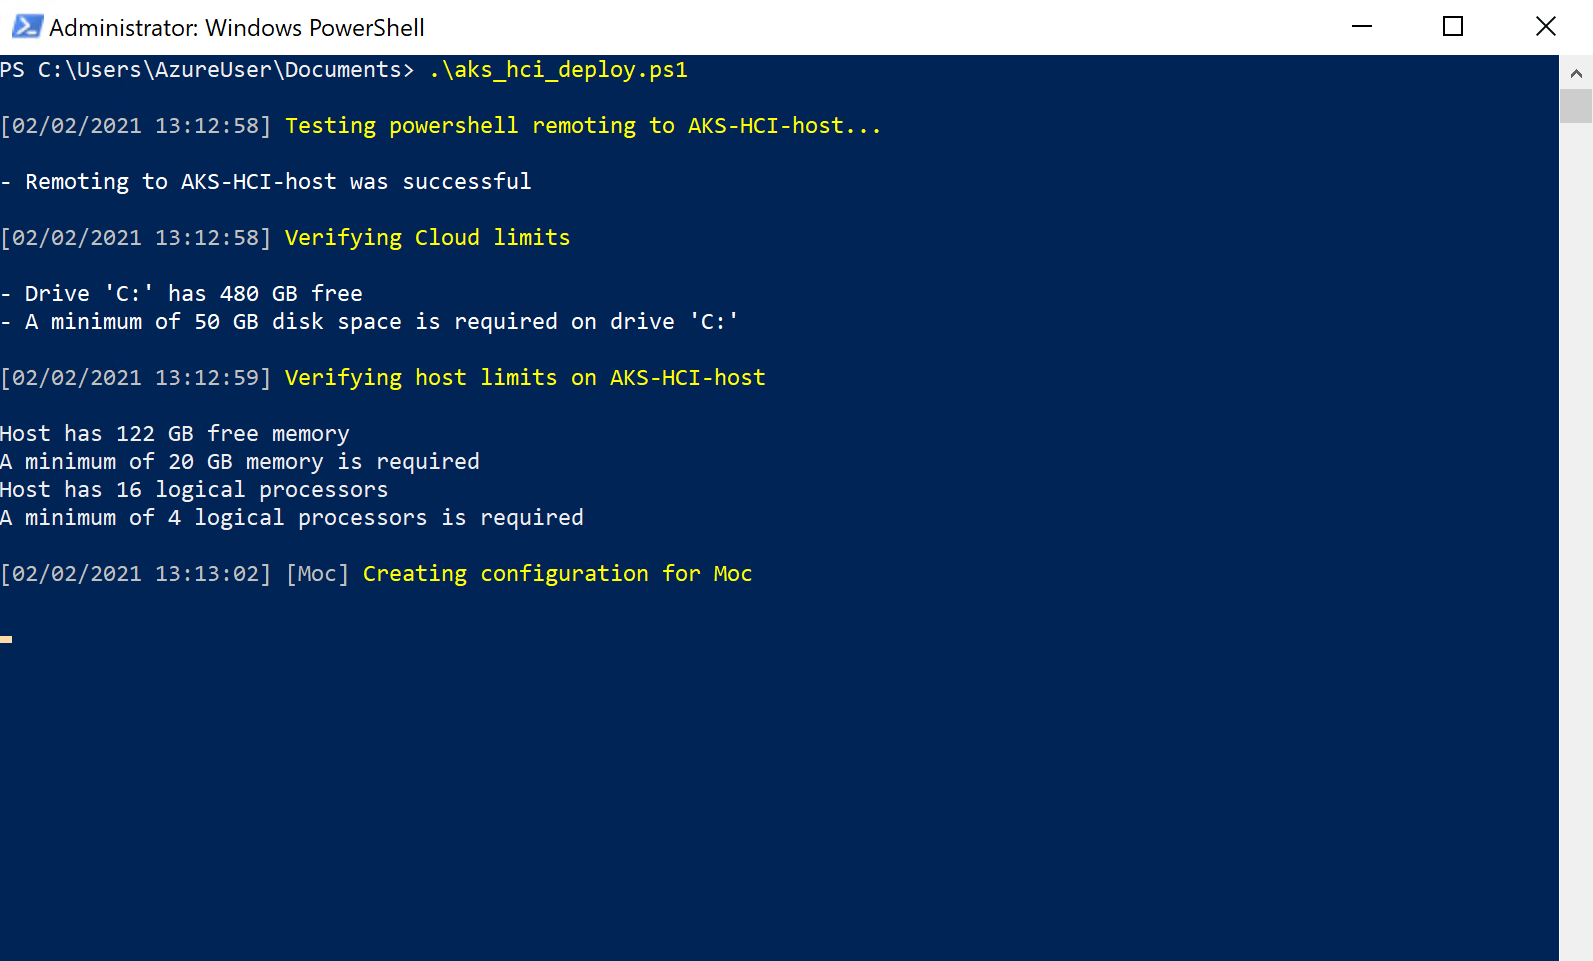 Administrator: Windows PowerShell
PS C:\Users\AzureUser\Documents> .\aks_hci_deploy.ps1
[02/02/2021 13:12:58] Testing powershell remoting to AKS-HCI-host...
- Remoting to AKS-HCI-host was successful
[02/02/2021 13:12:58] Verifying Cloud limits
- Drive 'C:' has 480 GB free
- A minimum of 50 GB disk space is required on drive 'C:'
[02/02/2021 13:12:59] Verifying host limits on AKS-HCI-host
Host has 122 GB free memory
A minimum of 20 GB memory is required
Host has 16 logical processors
A minimum of 4 logical processors is required
[02/02/2021 13:13:02] [Moc] Creating configuration for Moc